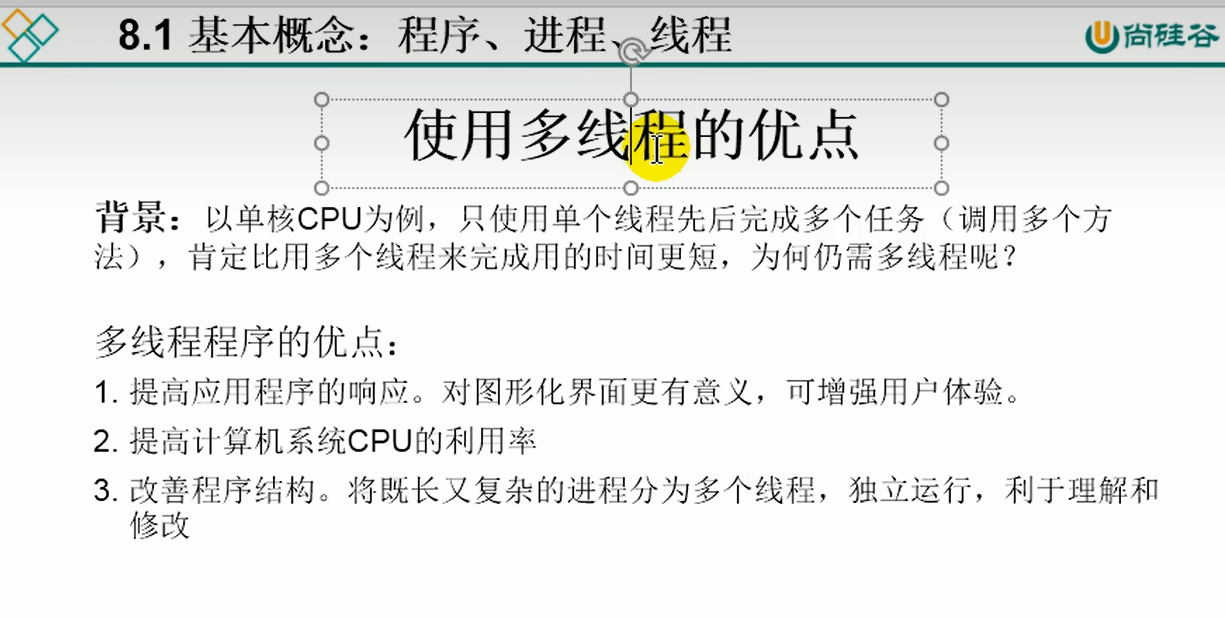 8.1 基本概念：程序、进程、线程
尚硅谷
使用多线程的优点
背景：以单核CPU为例，只使用单个线程先后完成多个任务（调用多个方
法），肯定比用多个线程来完成用的时间更短，为何仍需多线程呢？
多线程程序的优点：
1. 提高应用程序的响应。对图形化界面更有意义，可增强用户体验。
2. 提高计算机系统CPU的利用率
3. 改善程序结构。将既长又复杂的进程分为多个线程，独立运行，利于理解和
修改